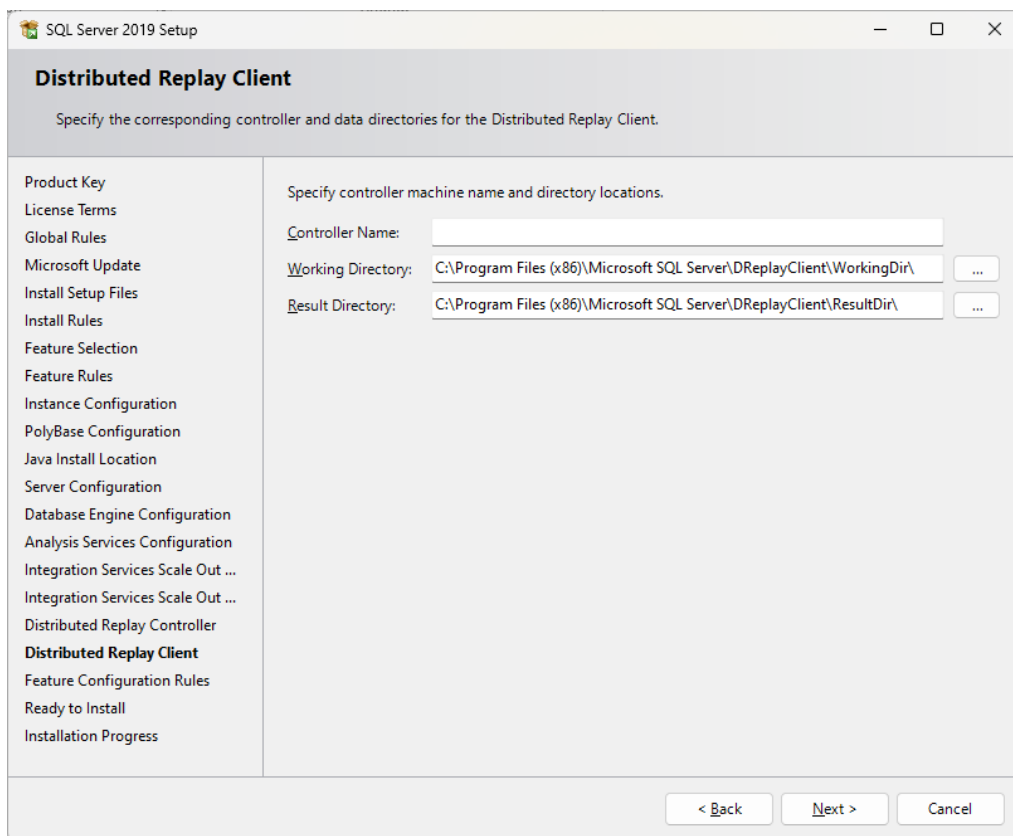 SQL Server 2019 Setup
Distributed Replay Client
Specify the corresponding controller and data directories for the Distributed Replay Client.
Product Key
License Terms
Global Rules
Microsoft Update
Install Setup Files
Install Rules
Feature Selection
Feature Rules
Instance Configuration
PolyBase Configuration
Java Install Location
Server Configuration
Database Engine Configuration
Analysis Services Configuration
Integration Services Scale Out ...
Integration Services Scale Out ...
Distributed Replay Controller
Distributed Replay Client
Feature Configuration Rules
Ready to Install
Installation Progress
Specify controller machine name and directory locations.
Controller Name:
Working Directory: C:\Program Files (x86)\Microsoft SQL Server\DReplayClient\WorkingDir\ ...
Result Directory: C:\Program Files (x86)\Microsoft SQL Server\DReplayClient\ResultDir\ ...
< Back Next > Cancel